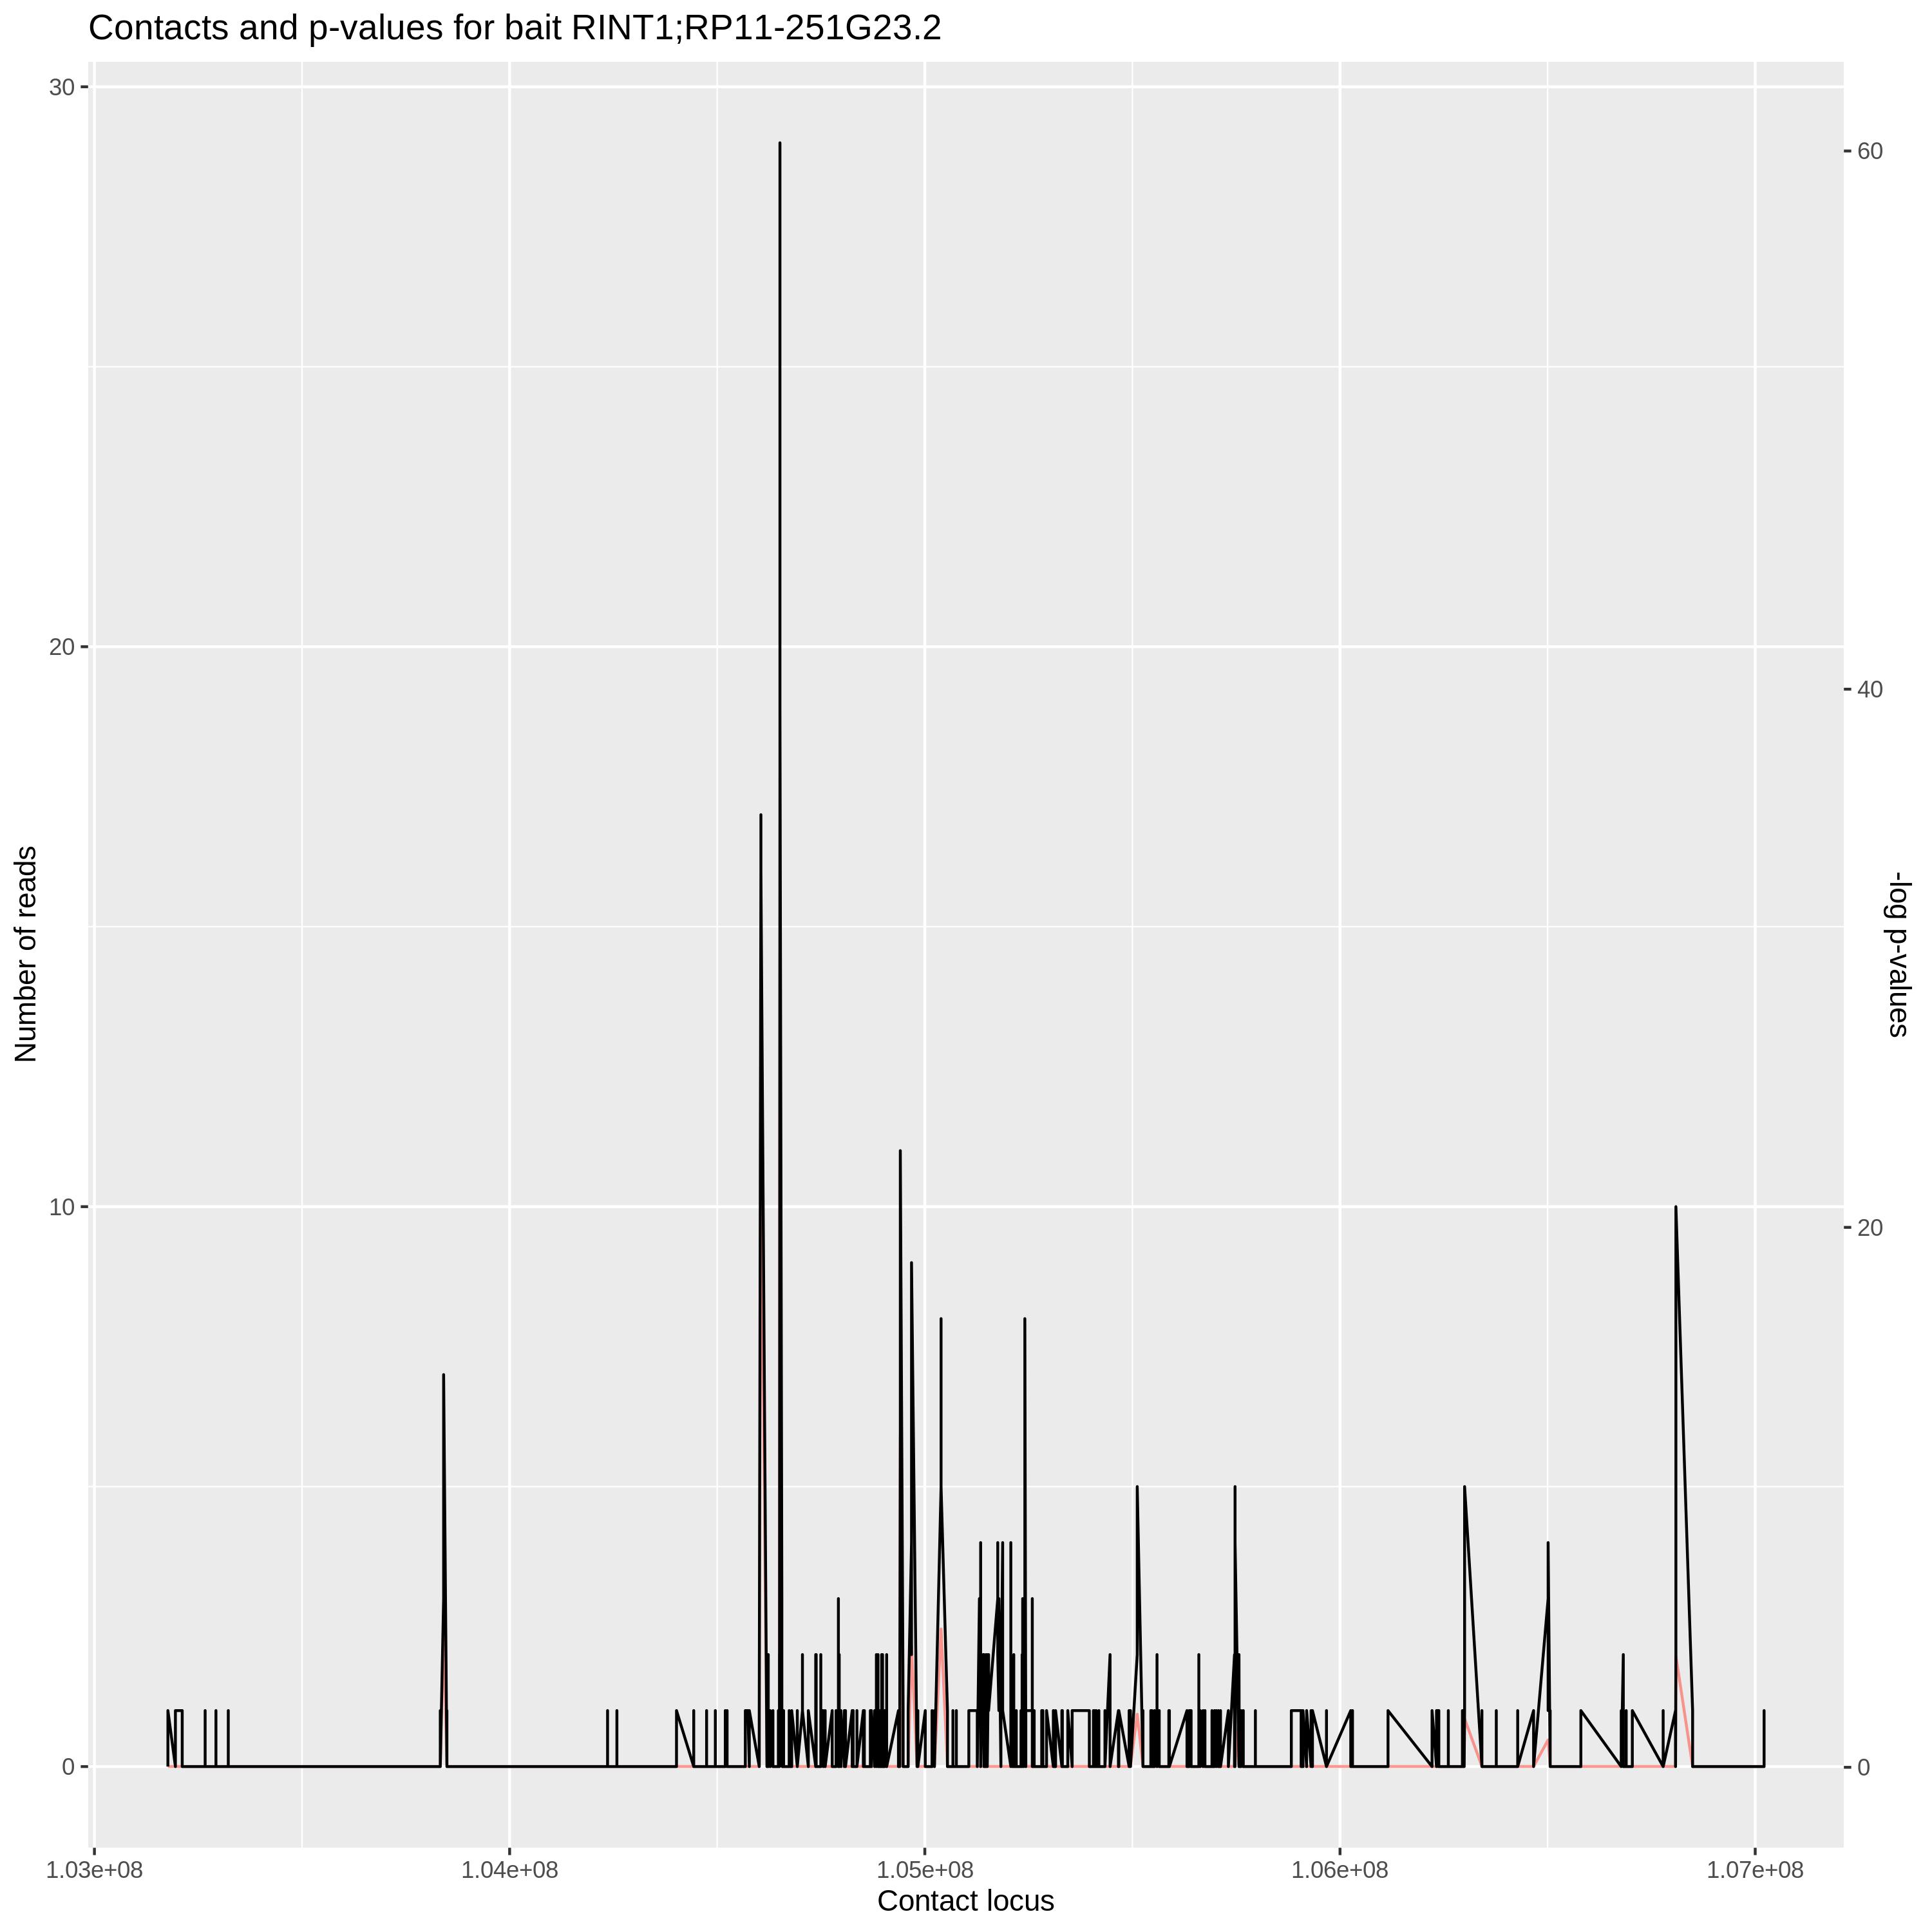 Contacts and p-values for bait RINT1;RP11-251G23.2
30
20
10
0
60
40
20
0
Number of reads
-log p-values
1.03e+08
1.04e+08
1.05e+08
1.06e+08
1.07e+08
Contact locus